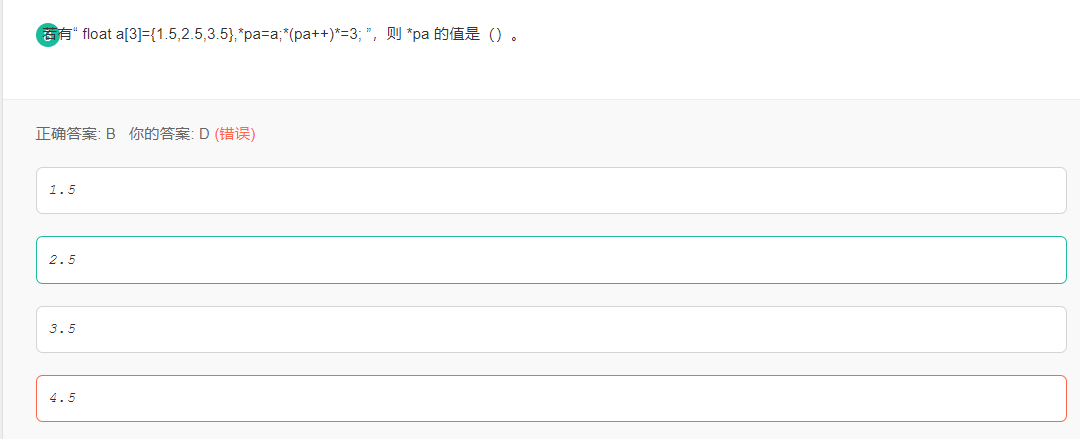 若有“ float a[3]={1.5,2.5,3.5},*pa=a;*(pa++)*=3; ”，则 *pa 的值是（）。
正确答案: B 你的答案: D (错误)
1.5
2.5
3.5
4.5